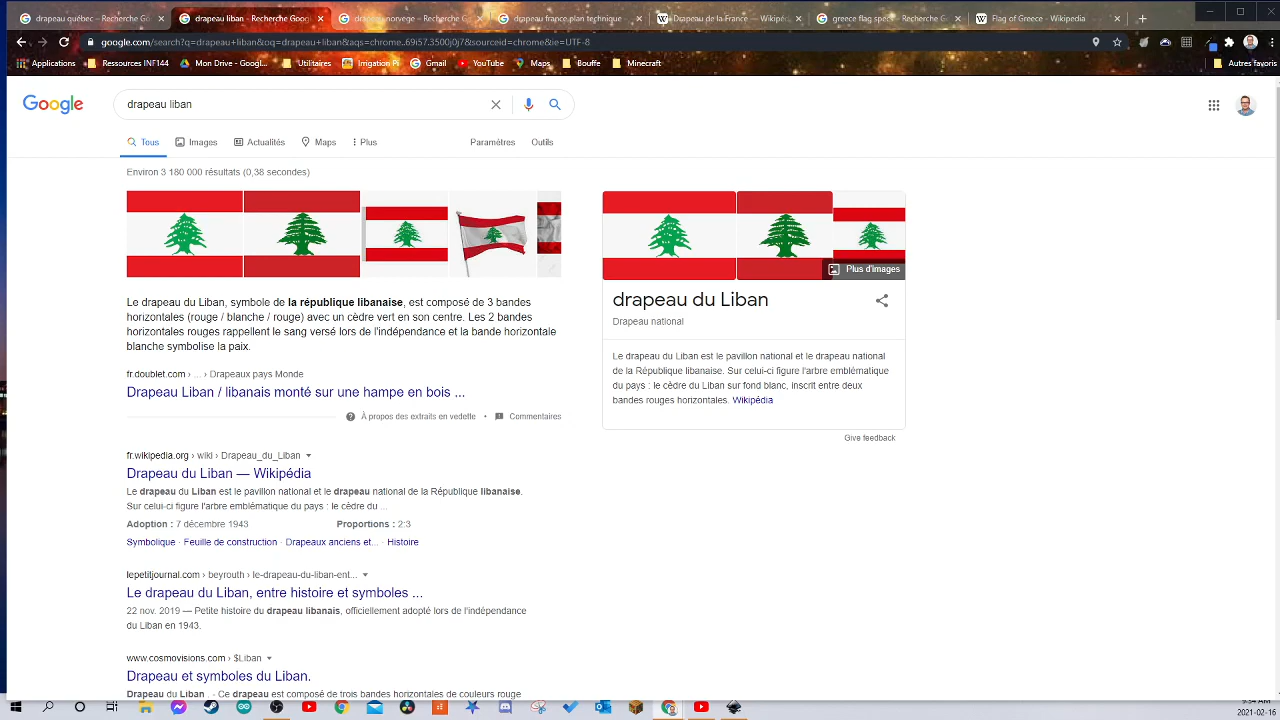 drapeau québec - Recherche Go
drapeau liban - Recherche Goog
drapeau norvege - Recherche G
drapeau france plan technique
Drapeau de la France — Wikipé
greece flag specs - Recherche G
Flag of Greece - Wikipedia
google.com/search?q=drapeau+liban&oq=drapeau+liban&aqs=chrome..69i57.3500j0j7&sourceid=chrome&ie=UTF-8
Applications
Ressources INF144
Mon Drive - Googl...
Utilitaires
Irrigation Pi
Gmail
YouTube
Maps
Bouffe
Minecraft
Autres favoris
Google
drapeau liban
Tous
Images
Actualités
Maps
Plus
Paramètres
Outils
Environ 3 180 000 résultats (0,38 secondes)
Le drapeau du Liban, symbole de la république libanaise, est composé de 3 bandes
horizontales (rouge / blanche / rouge) avec un cèdre vert en son centre. Les 2 bandes
horizontales rouges rappellent le sang versé lors de l'indépendance et la bande horizontale
blanche symbolise la paix.
fr.doublet.com › ... › Drapeaux pays Monde
Drapeau Liban / libanais monté sur une hampe en bois ...
À propos des extraits en vedette • Commentaires
fr.wikipedia.org › wiki › Drapeau_du_Liban
Drapeau du Liban — Wikipédia
Le drapeau du Liban est le pavillon national et le drapeau national de la République libanaise.
Sur celui-ci figure l'arbre emblématique du pays : le cèdre du ...
Adoption : 7 décembre 1943
Proportions : 2:3
Symbolique · Feuille de construction · Drapeaux anciens et... · Histoire
lepetitjournal.com › beyrouth › le-drapeau-du-liban-ent...
Le drapeau du Liban, entre histoire et symboles ...
22 nov. 2019 — Petite histoire du drapeau libanais, officiellement adopté lors de l'indépendance
du Liban en 1943.
www.cosmovisions.com › $Liban
Drapeau et symboles du Liban.
Drapeau du Liban . · Ce drapeau est composé de trois bandes horizontales de couleurs rouge
Plus d'images
drapeau du Liban
Drapeau national
Le drapeau du Liban est le pavillon national et le drapeau national
de la République libanaise. Sur celui-ci figure l'arbre emblématique
du pays : le cèdre du Liban sur fond blanc, inscrit entre deux
bandes rouges horizontales. Wikipédia
Give feedback
9:54:34
2021-02-16